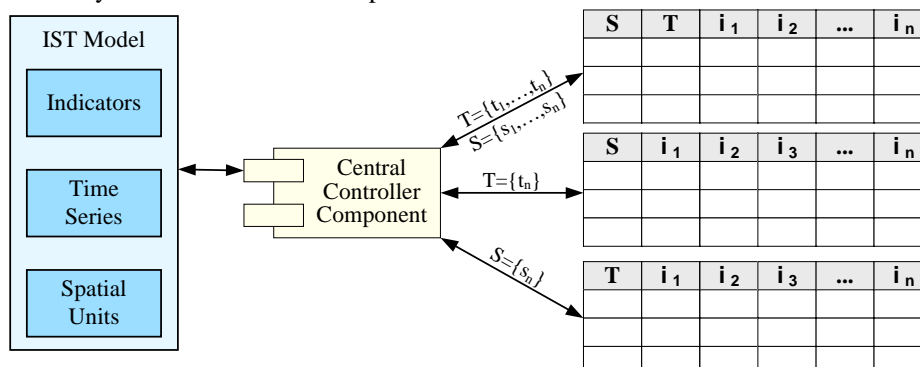 IST Model
Indicators
Time
Series
Spatial
Units
Central
Controller
Component
T={t1,…,tn}
S={s1,…,sn}
T={tn}
S={sn}
S T i1 i2 ... in
S i1 i2 i3 ... in
T i1 i2 i3 ... in